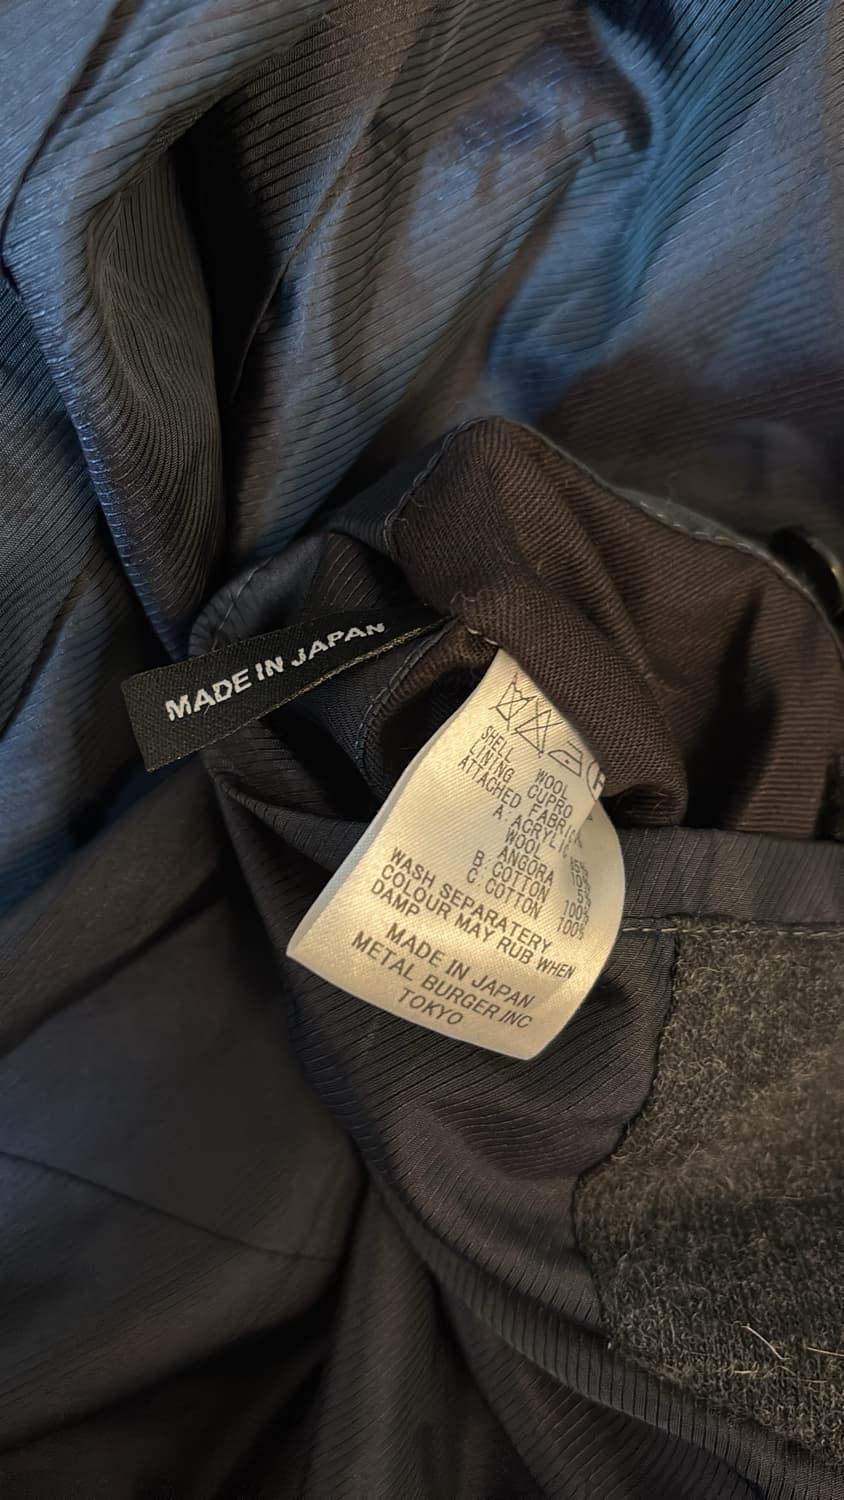 MADE IN JAPAN
SHELL WOOL
LINING CUPRO
ATTACHED
A: ACRYLIC
WOOL
ANGORA
B: COTTON 100%
C: COTTON 100%
WASH SEPARATERY
COLOUR MAY RUB WHEN
DAMP
MADE IN JAPAN
METAL BURGER INC
TOKYO